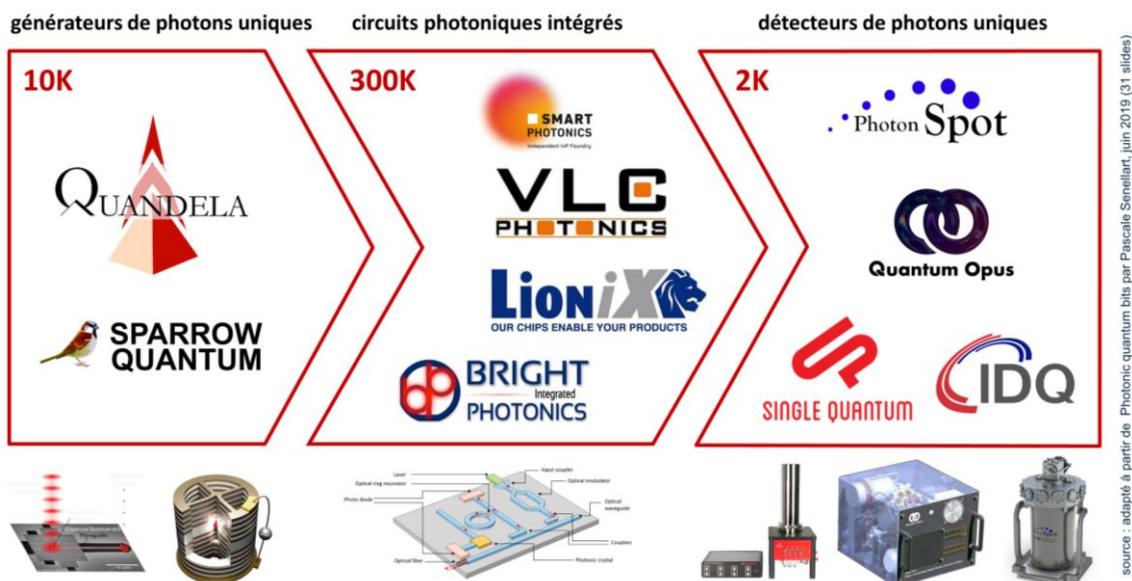 générateurs de photons uniques
circuits photoniques intégrés
détecteurs de photons uniques
10K
QUANDELA
SPARROW
QUANTUM
300K
SMART
PHOTONICS
Independent InP Foundry
VLC
PHOTONICS
LioniX
OUR CHIPS ENABLE YOUR PRODUCTS
bp
BRIGHT
Integrated
PHOTONICS
2K
Photon Spot
Quantum Opus
SINGLE QUANTUM
IDQ
Laser
Optical ring resonator
Photo diode
Optical fiber
Input coupler
Optical modulator
Optical
waveguide
Couplers
Photonic crystal
source : adapté à partir de Photonic quantum bits par Pascale Senellart, juin 2019 (31 slides)